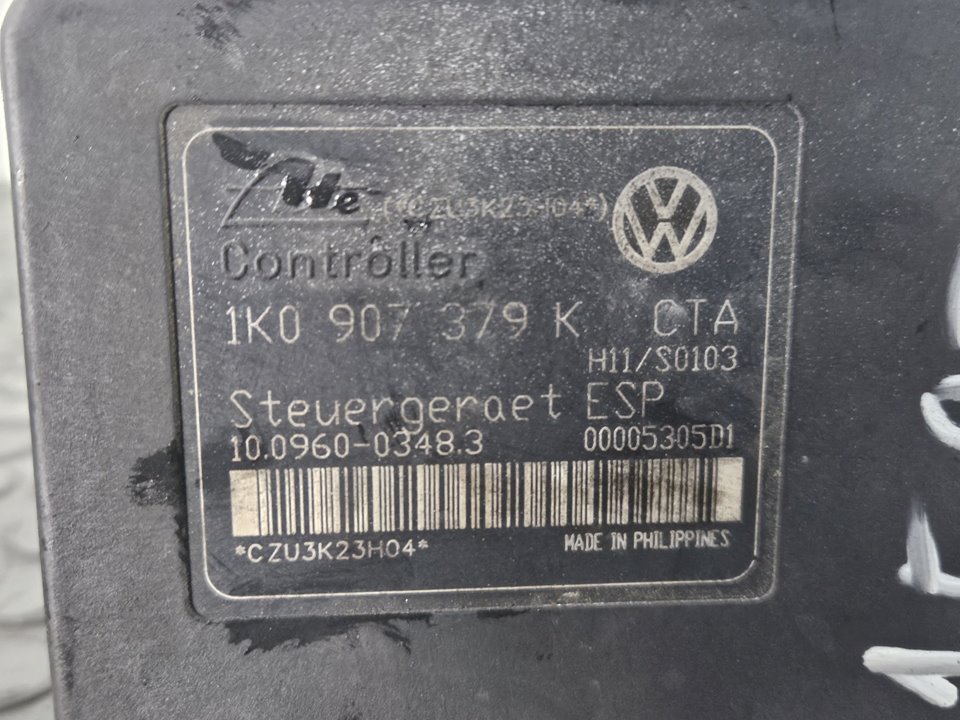 Ate (*CZU3K23H04*)
Controller
1K0 907 379 K CTA
H11/S0103
Steuergeraet ESP
10.0960-0348.3 00005305D1
*CZU3K23H04* MADE IN PHILIPPINES